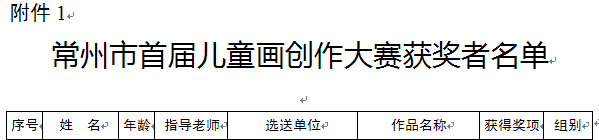 附件 1
常州市首届儿童画创作大赛获奖者名单
序号 姓 名 年龄 指导老师 选送单位 作品名称 获得奖项 组别